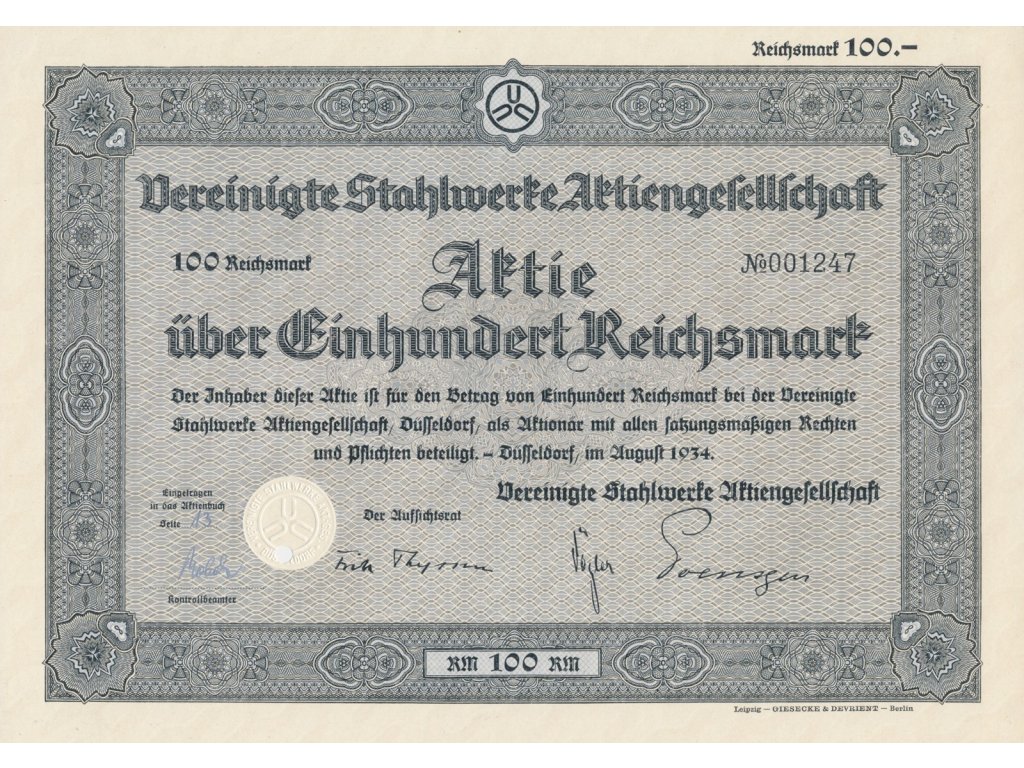 Reichsmark 100.–
U
Vereinigte Stahlwerke Aktiengesellschaft
100 Reichsmark
Aktie
№001247
über Einhundert Reichsmark
Der Inhaber dieser Aktie ist für den Betrag von Einhundert Reichsmark bei der Vereinigte
Stahlwerke Aktiengesellschaft, Düsseldorf, als Aktionär mit allen satzungsmäßigen Rechten
und Pflichten beteiligt. – Düsseldorf, im August 1934.
Vereinigte Stahlwerke Aktiengesellschaft
Eingetragen
in das Aktienbuch
Seite 13
Der Aufsichtsrat
Fritz Thyssen
Vögler
Poensgen
Kontrollbeamter
RM 100 RM
Leipzig – GIESECKE & DEVRIENT – Berlin